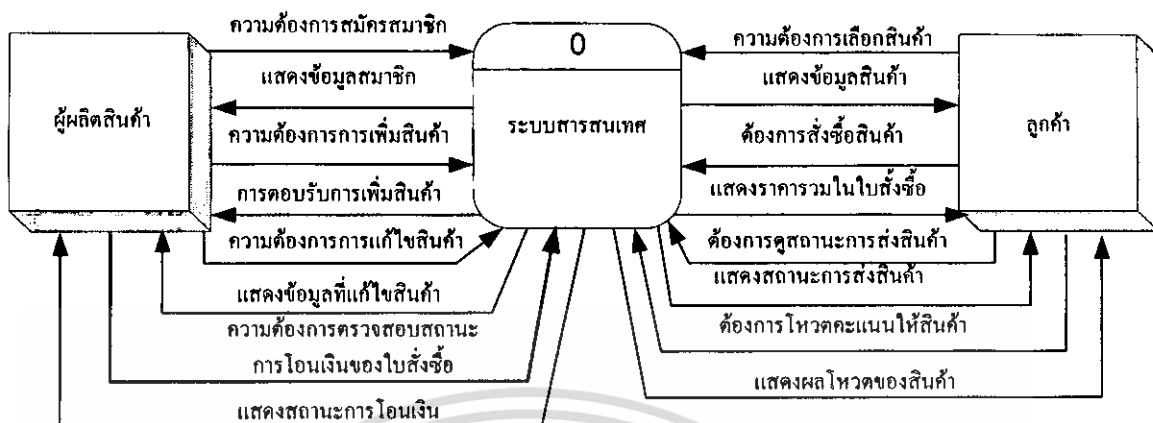 ความต้องการสมัครสมาชิก
แสดงข้อมูลสมาชิก
ผู้ผลิตสินค้า
ความต้องการการเพิ่มสินค้า
การตอบรับการเพิ่มสินค้า
ความต้องการการแก้ไขสินค้า
แสดงข้อมูลที่แก้ไขสินค้า
ความต้องการตรวจสอบสถานะ
การโอนเงินของใบสั่งซื้อ
แสดงสถานะการโอนเงิน
0
ระบบสารสนเทศ
ความต้องการเลือกสินค้า
แสดงข้อมูลสินค้า
ต้องการสั่งซื้อสินค้า
ลูกค้า
แสดงราคารวมในใบสั่งซื้อ
ต้องการดูสถานะการส่งสินค้า
แสดงสถานะการส่งสินค้า
ต้องการโหวตคะแนนให้สินค้า
แสดงผลโหวตของสินค้า